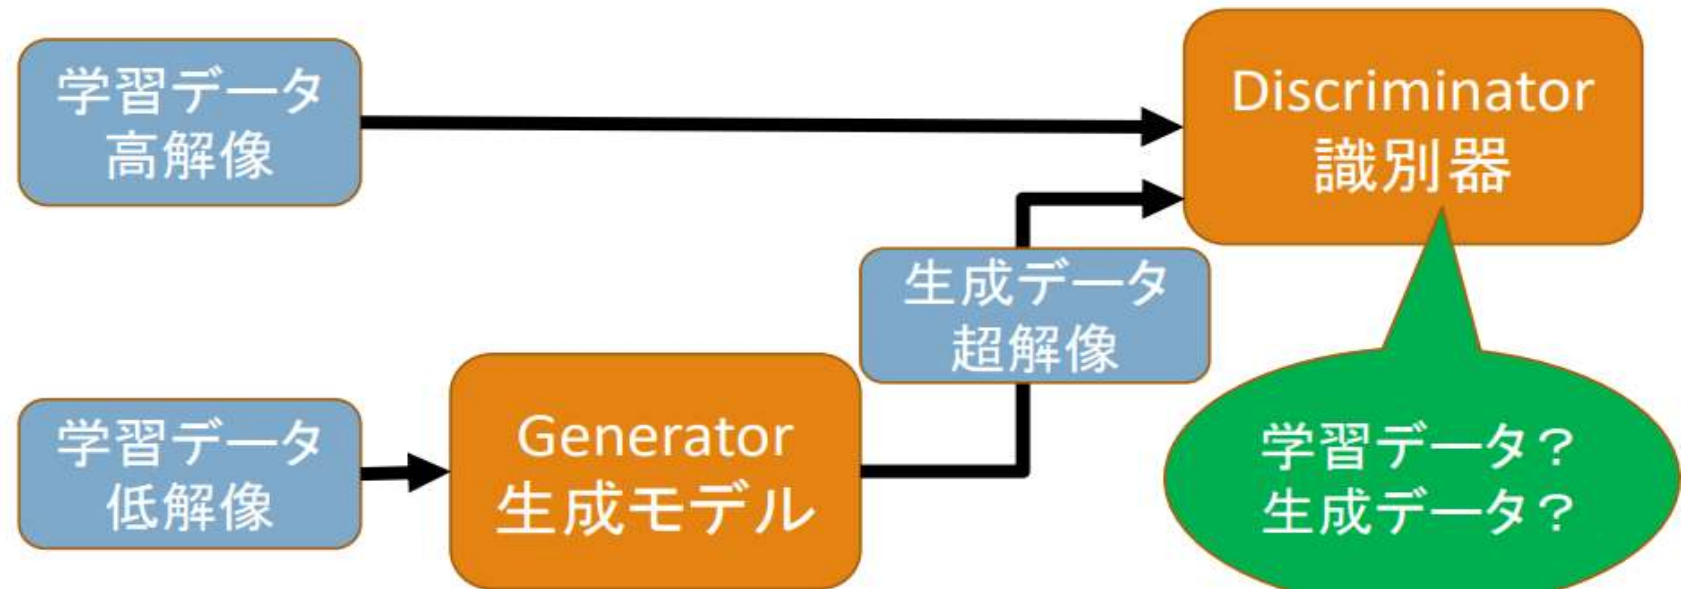 学習データ
高解像
Discriminator
識別器
生成データ
超解像
学習データ
低解像
Generator
生成モデル
学習データ？
生成データ？